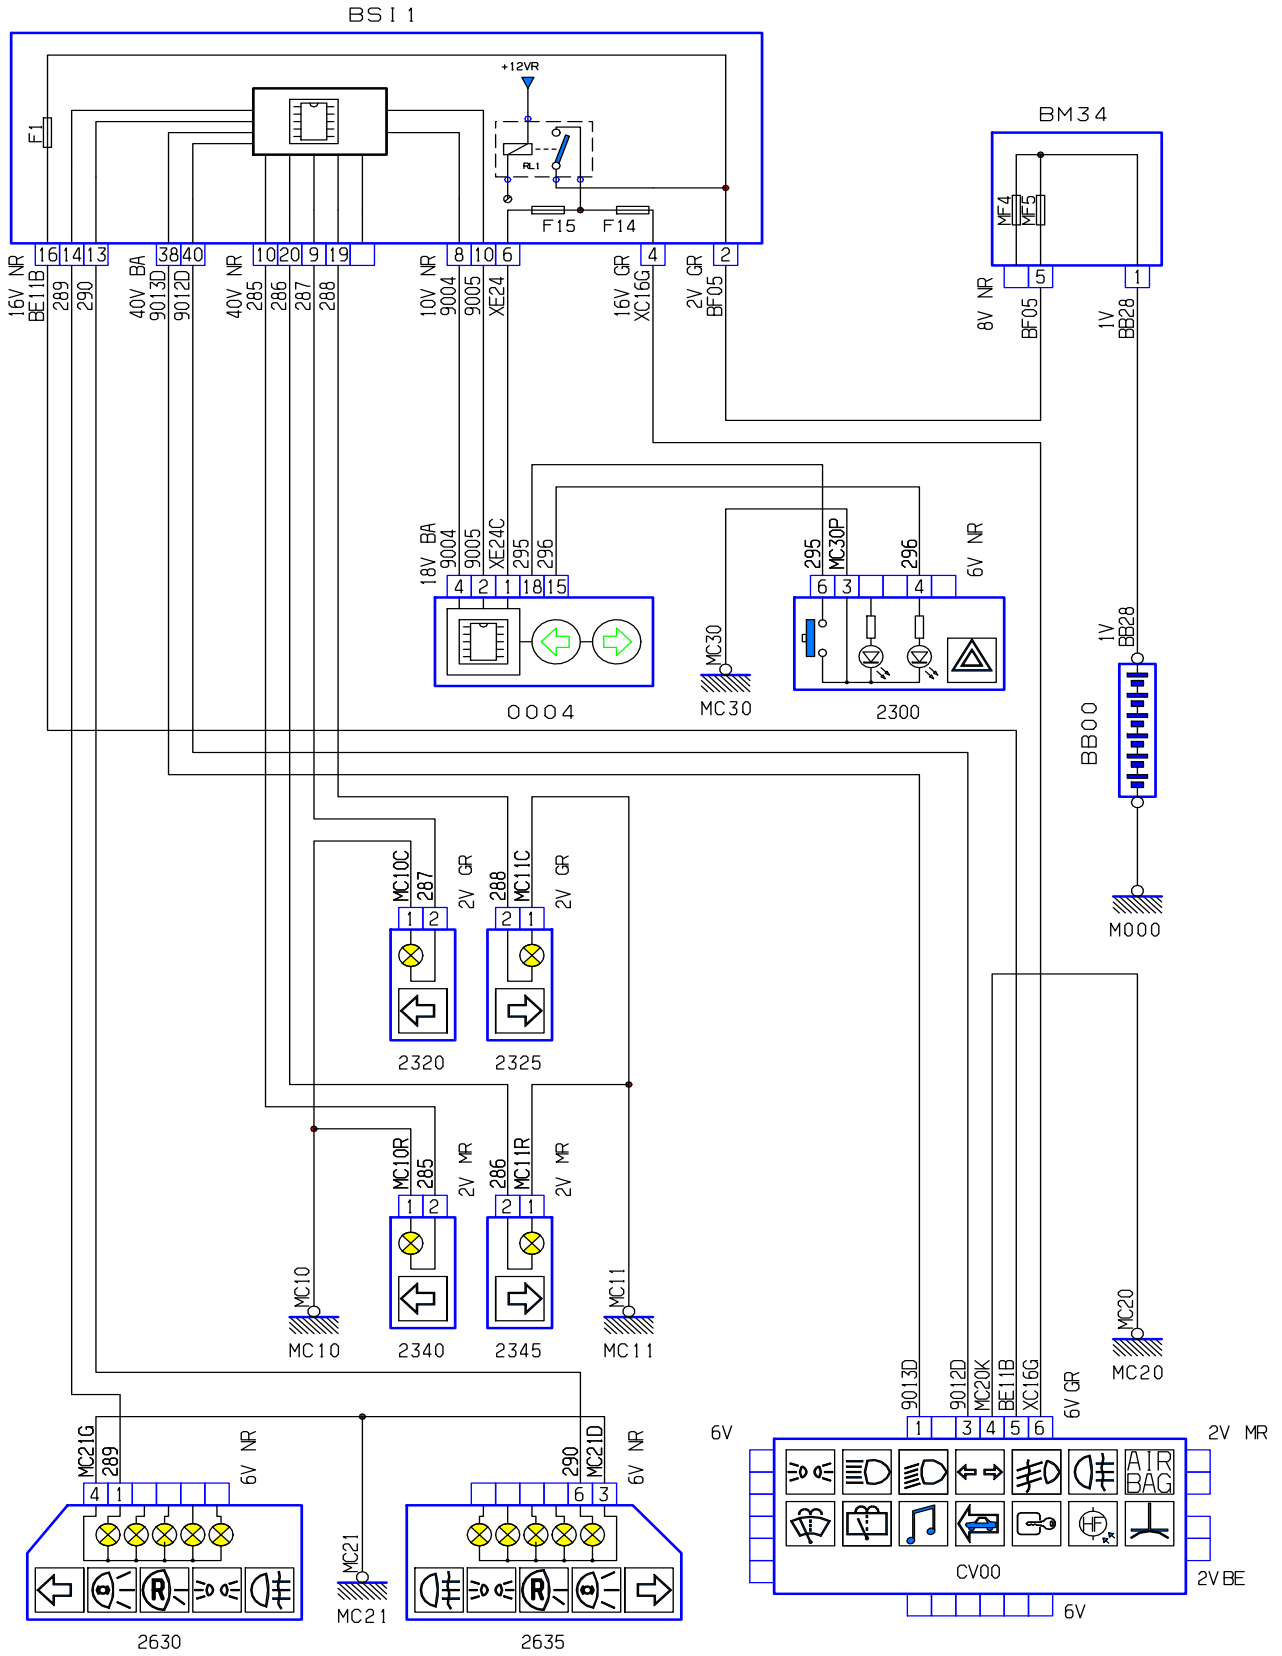 BSI1
+12VR
F1
RL1
F15
F14
BM34
MF4
MF5
16
14
13
38
40
10
20
9
19
8
10
6
4
2
5
1
16V NR
BE11B
289
290
40V BA
9013D
9012D
40V NR
285
286
287
288
10V NR
9004
9005
XE24
16V GR
XC16G
2V GR
BF05
8V NR
BF05
1V
BB28
18V BA
9004
9005
XE24C
295
296
295
MC30P
296
6V NR
4
2
1
18
15
6
3
4
MC30
MC30
0004
2300
1V
BB28
BB00
M000
MC10C
287
2V GR
288
MC11C
2V GR
1
2
2
1
2320
2325
MC10R
285
2V MR
286
MC11R
2V MR
1
2
2
1
MC10
MC10
2340
2345
MC11
MC11
MC20
MC20
9013D
9012D
MC20K
BE11B
XC16G
6V GR
6V
1
3
4
5
6
2V MR
AIR
BAG
HF
CV00
2V BE
6V
MC21G
289
6V NR
290
MC21D
6V NR
4
1
6
3
R
R
MC21
MC21
2630
2635